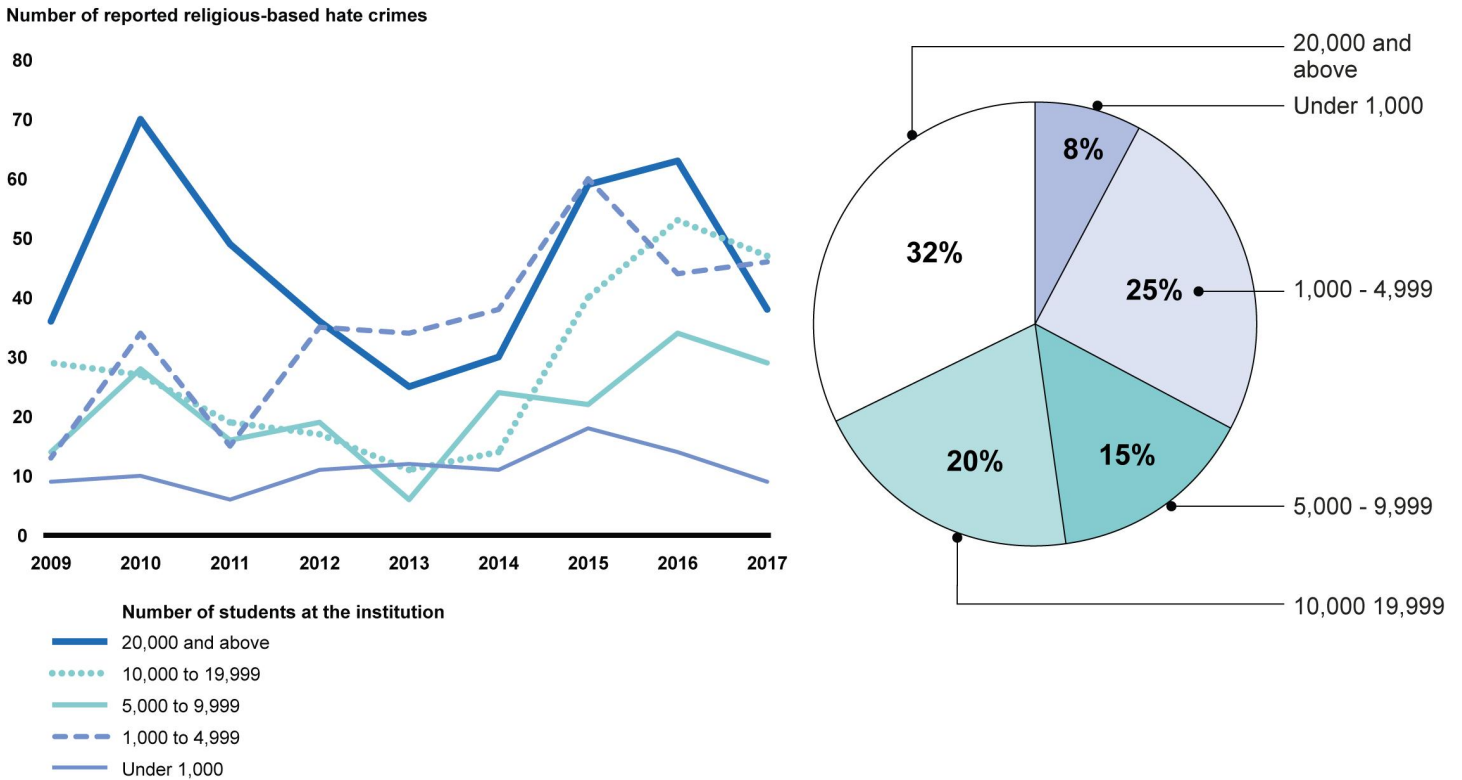 Number of reported religious-based hate crimes
80
70
60
50
40
30
20
10
0
2009 2010 2011 2012 2013 2014 2015 2016 2017
Number of students at the institution
20,000 and above
10,000 to 19,999
5,000 to 9,999
1,000 to 4,999
Under 1,000
20,000 and
above
Under 1,000
8%
32%
25%
1,000 - 4,999
20%
15%
5,000 - 9,999
10,000 19,999